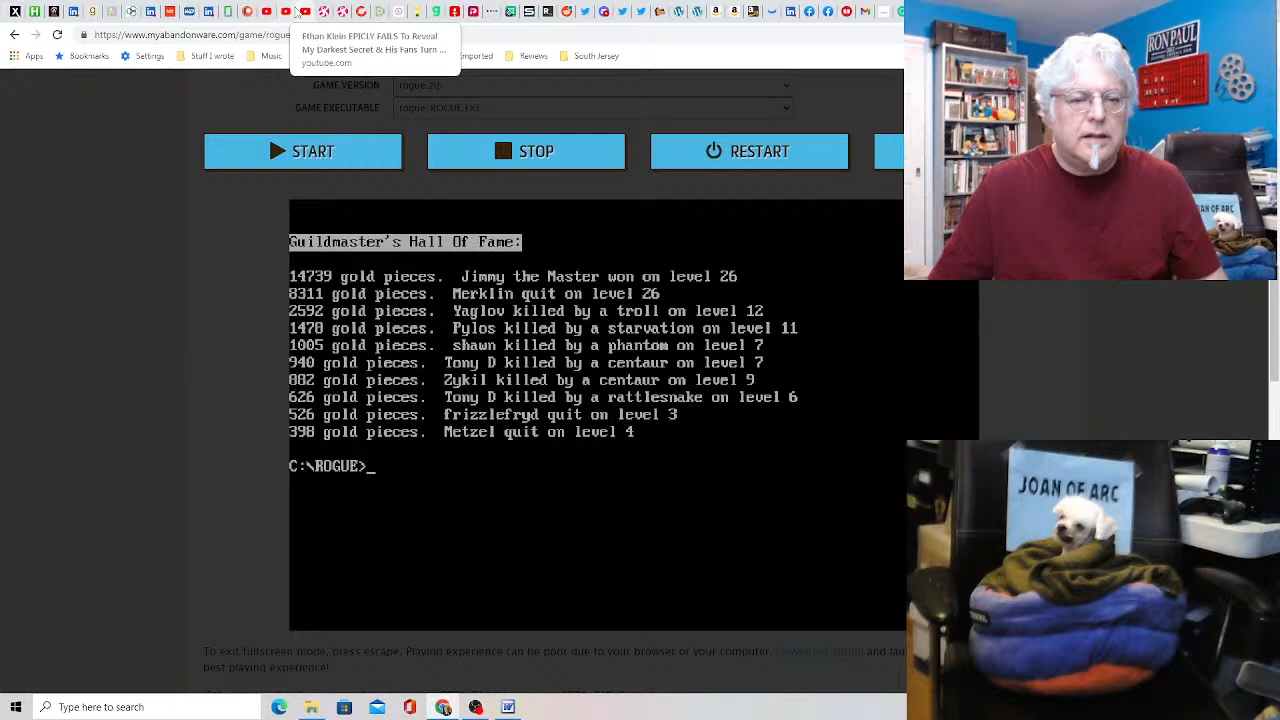 https://www.myabandonware.com/game/rogue
Ethan Klein EPICLY FAILS To Reveal
My Darkest Secret & His Fans Turn ...
youtube.com
Apps Bookmarks Settings Stuff I wrote Music Imported Reviews South Jersey
GAME VERSION rogue.zip
GAME EXECUTABLE rogue/ROGUE.EXE
START STOP RESTART
RON PAUL
Guildmaster's Hall Of Fame:
14739 gold pieces. Jimmy the Master won on level 26
8311 gold pieces. Merklin quit on level 26
2592 gold pieces. Yaglov killed by a troll on level 12
1478 gold pieces. Pylos killed by a starvation on level 11
1005 gold pieces. shawn killed by a phantom on level 7
940 gold pieces. Tony D killed by a centaur on level 7
882 gold pieces. Zykil killed by a centaur on level 9
626 gold pieces. Tony D killed by a rattlesnake on level 6
526 gold pieces. frizzlefryd quit on level 3
398 gold pieces. Metzel quit on level 4
C:\ROGUE>_
JOAN OF ARC
JOAN OF ARC
To exit fullscreen mode, press escape. Playing experience can be poor due to your browser or your computer.
best playing experience!
Type here to search